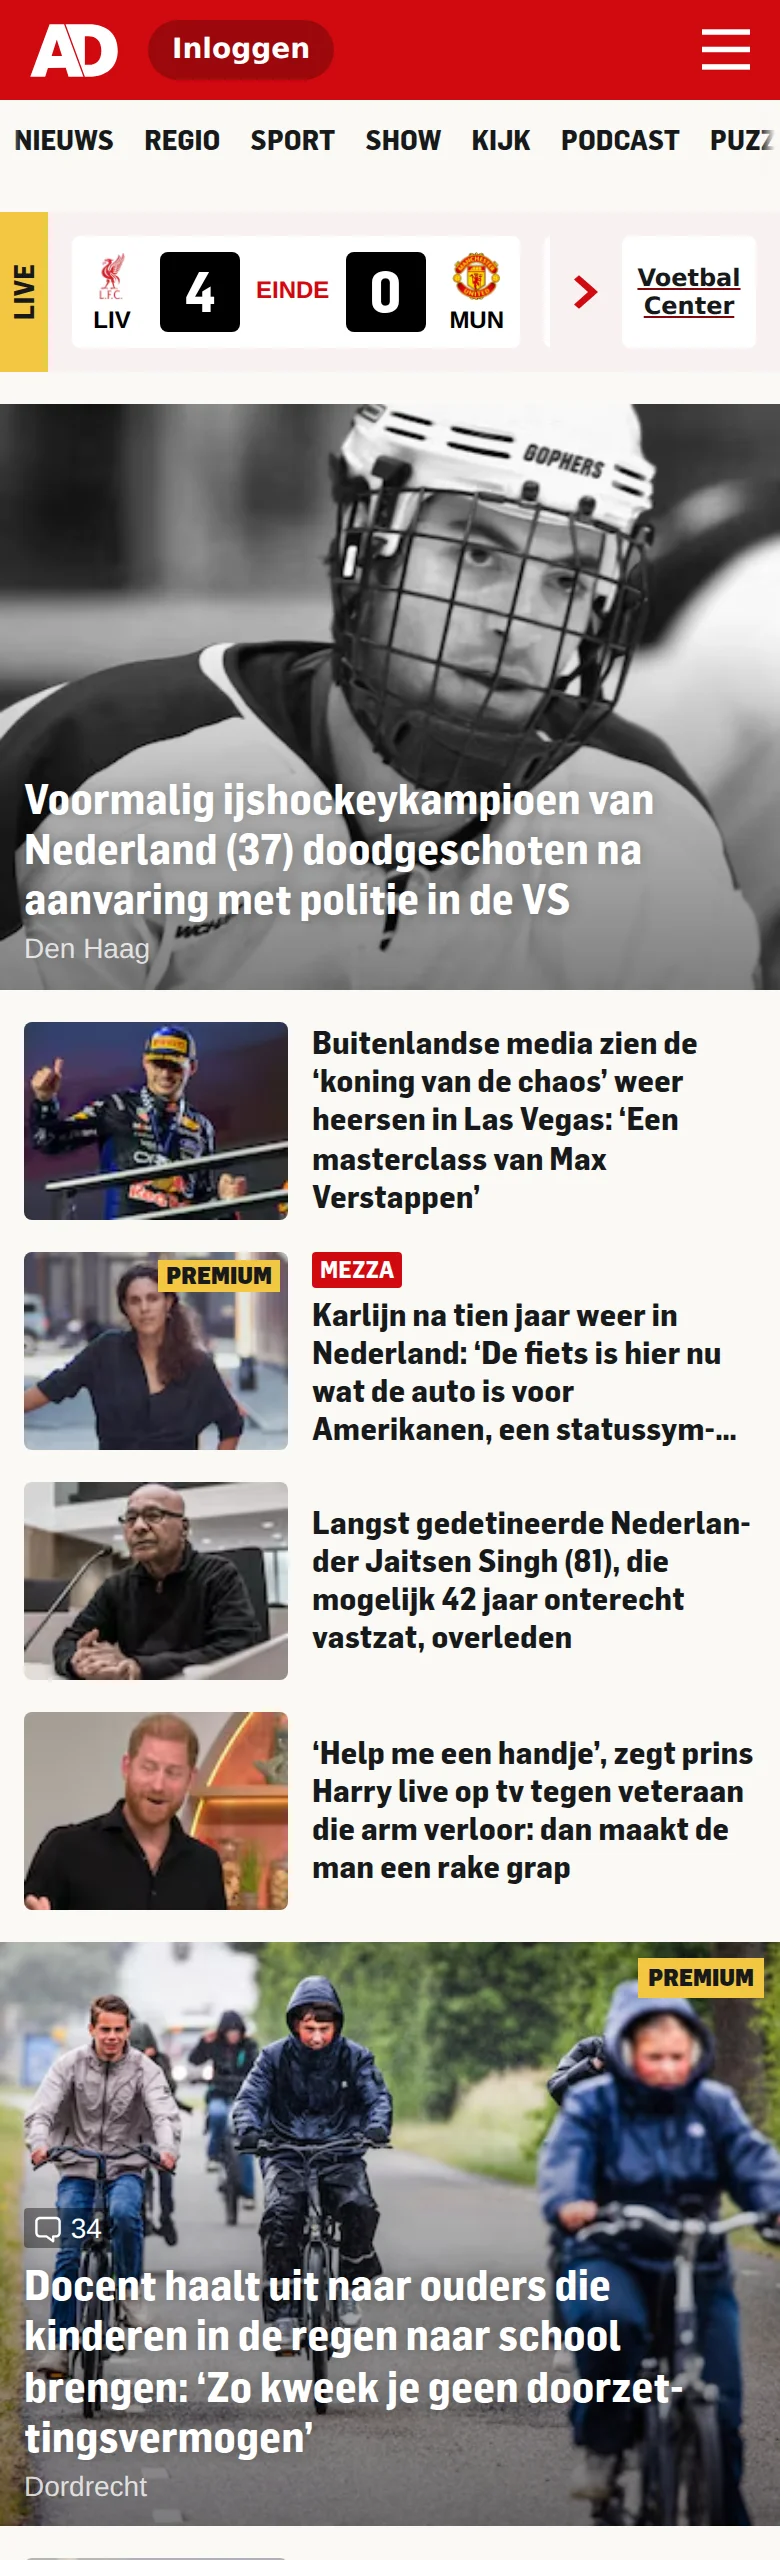 AD
Inloggen
NIEUWS REGIO SPORT SHOW KIJK PODCAST PUZZ
LIVE
L.F.C.
LIV
4
EINDE
0
MANCHESTER
UNITED
MUN
Voetbal
Center
GOPHERS
Voormalig ijshockeykampioen van
Nederland (37) doodgeschoten na
aanvaring met politie in de VS
Den Haag
Buitenlandse media zien de
‘koning van de chaos’ weer
heersen in Las Vegas: ‘Een
masterclass van Max
Verstappen’
PREMIUM
MEZZA
Karlijn na tien jaar weer in
Nederland: ‘De fiets is hier nu
wat de auto is voor
Amerikanen, een statussym-...
Langst gedetineerde Nederlan-
der Jaitsen Singh (81), die
mogelijk 42 jaar onterecht
vastzat, overleden
‘Help me een handje’, zegt prins
Harry live op tv tegen veteraan
die arm verloor: dan maakt de
man een rake grap
PREMIUM
34
Docent haalt uit naar ouders die
kinderen in de regen naar school
brengen: ‘Zo kweek je geen doorzet-
tingsvermogen’
Dordrecht